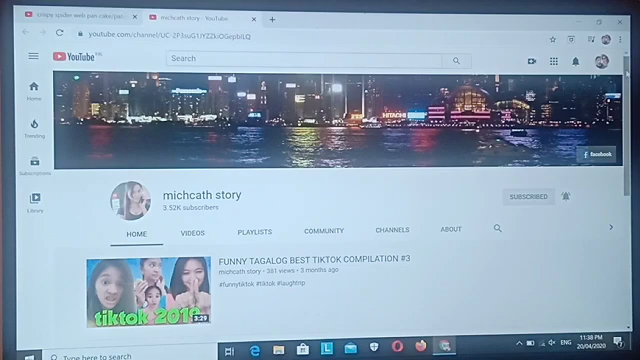 crispy spider web pan cake/pan
michcath story - YouTube
youtube.com/channel/
YouTube
Search
Home
Trending
Subscriptions
Library
HITACHI
facebook
michcath story
3.52K subscribers
SUBSCRIBED
HOME
VIDEOS
PLAYLISTS
COMMUNITY
CHANNELS
ABOUT
FUNNY TAGALOG BEST TIKTOK COMPILATION #3
michcath story • 381 views • 3 months ago
#funnytiktok #tiktok #laughtrip
tiktok 2019
3:29
Type here to search
ENG
11:38 PM
20/04/2020